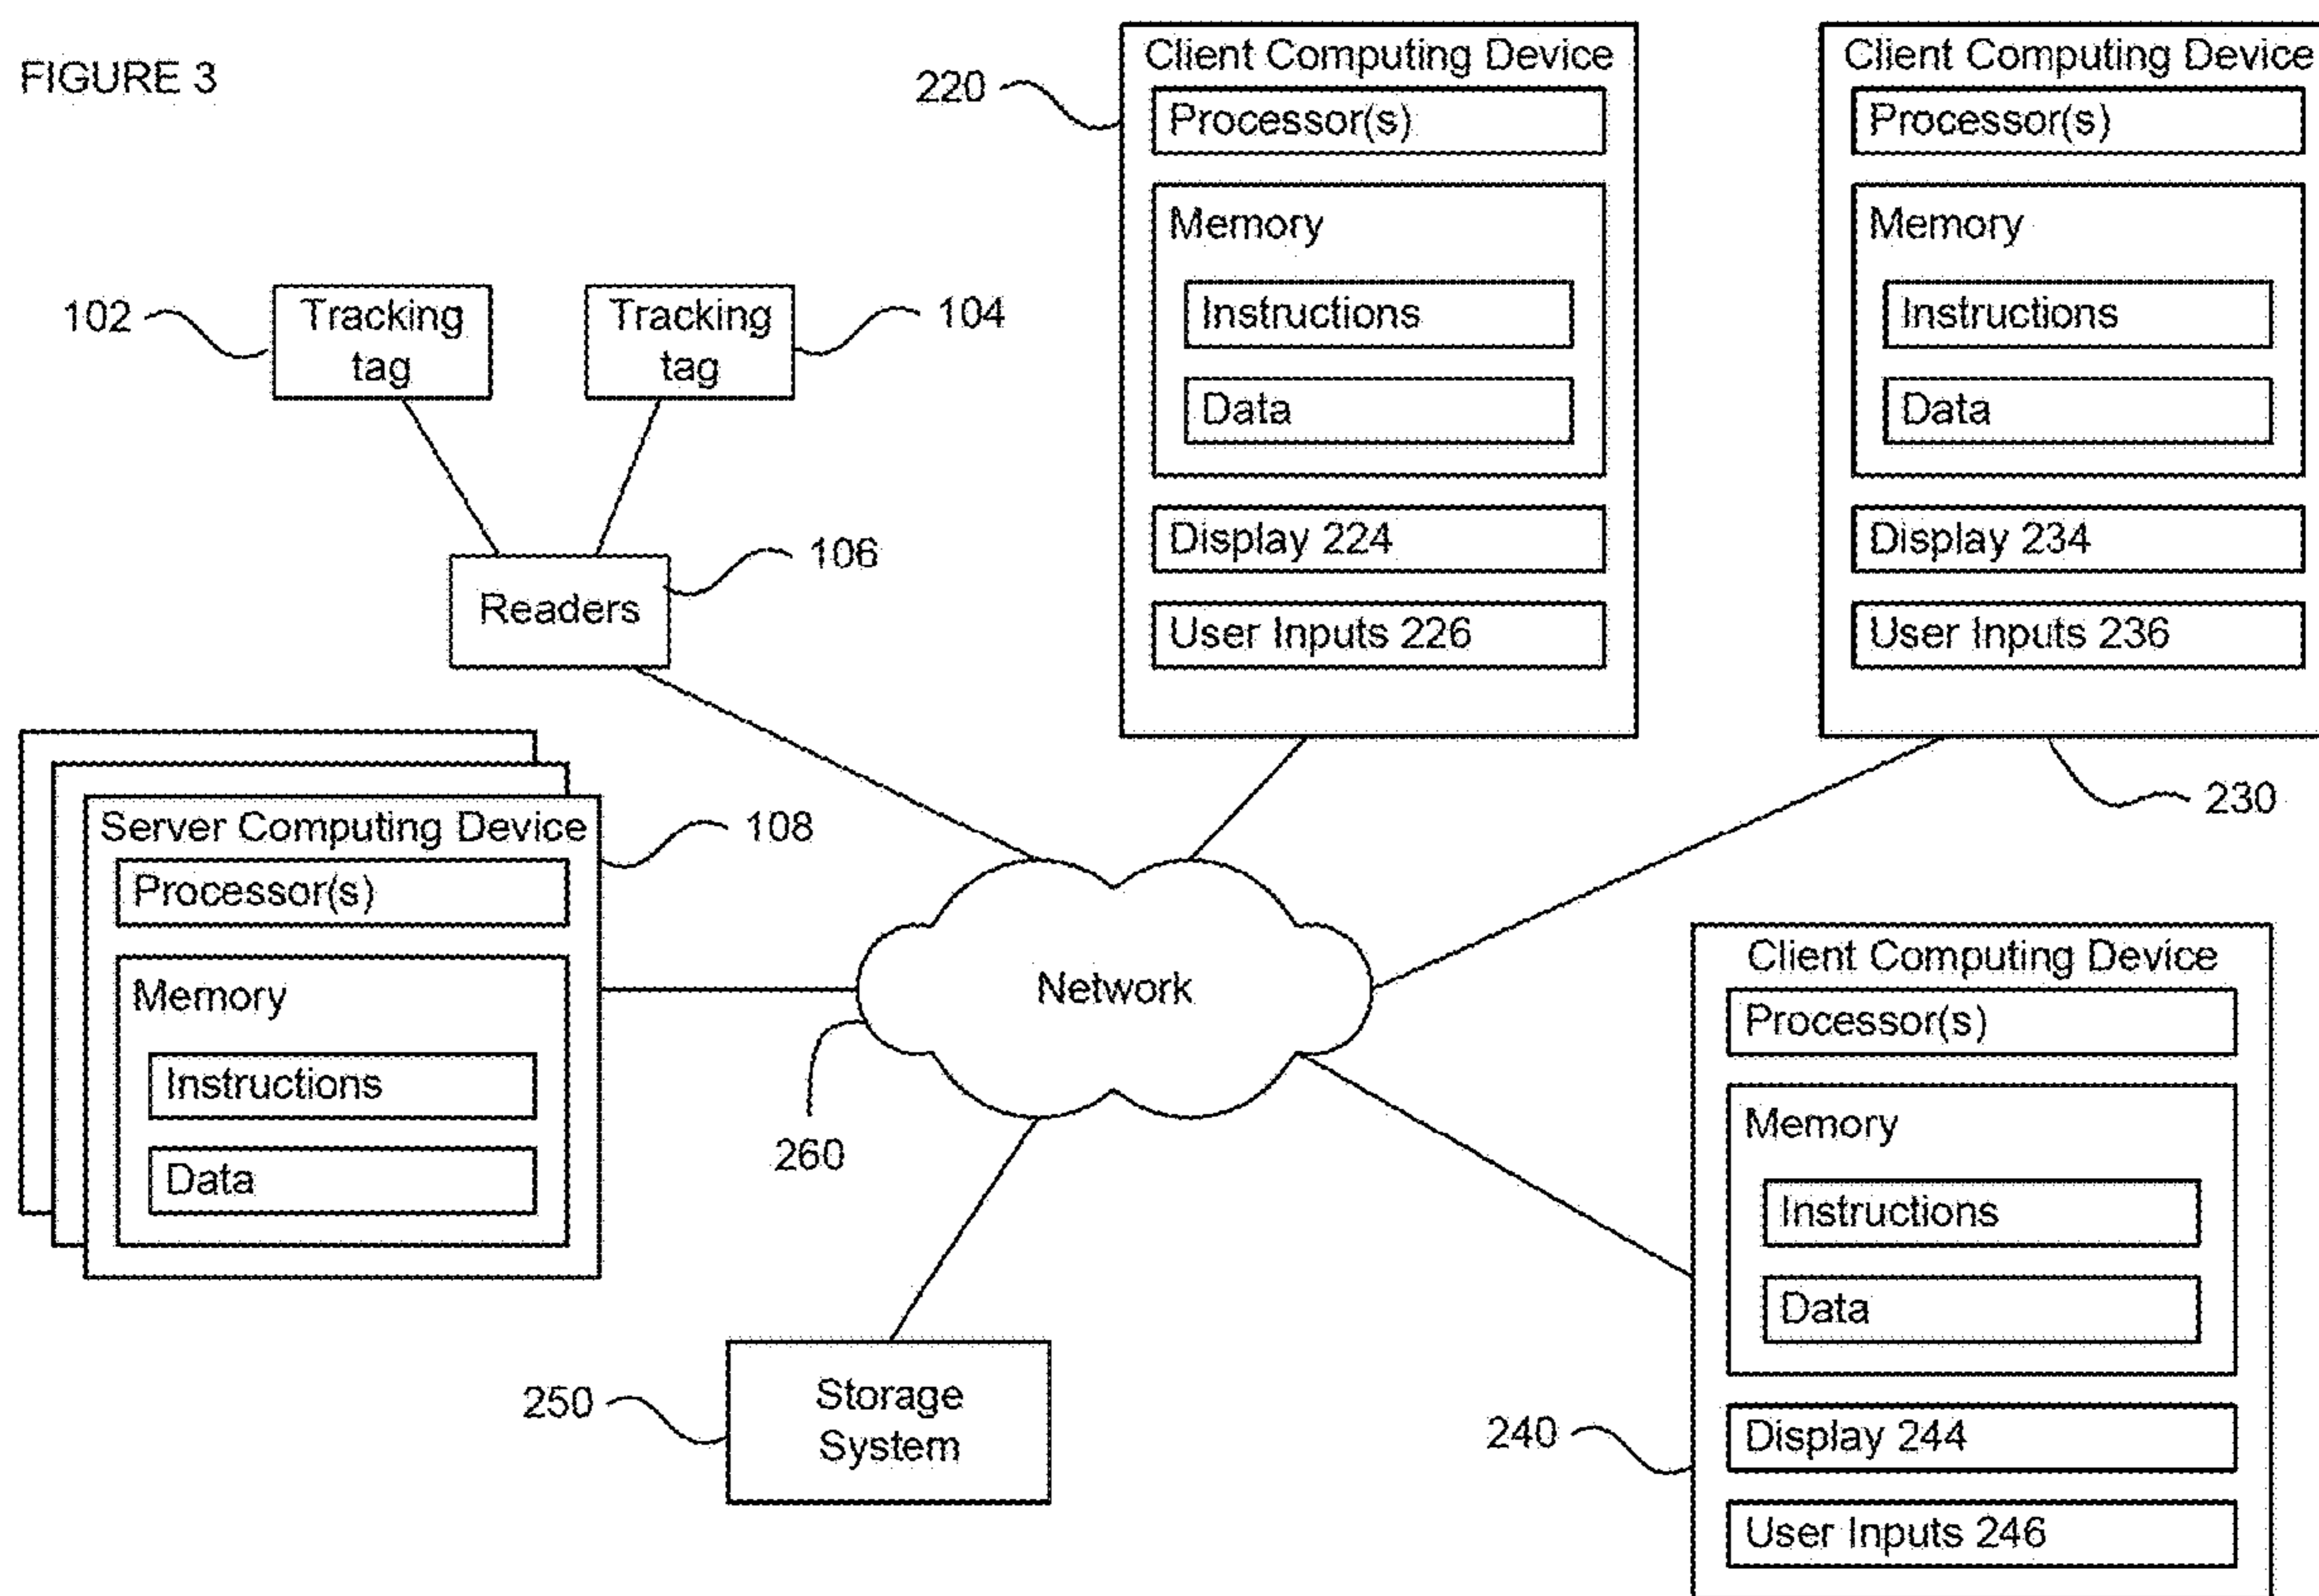 FIGURE 3
220
Client Computing Device
Processor(s)
Memory
Instructions
Data
Display 224
User Inputs 226
Client Computing Device
Processor(s)
Memory
Instructions
Data
Display 234
User Inputs 236
230
102
Tracking
tag
Tracking
tag
104
Readers
106
Server Computing Device
108
Processor(s)
Memory
Instructions
Data
Network
260
Client Computing Device
Processor(s)
Memory
Instructions
Data
Display 244
User Inputs 246
240
250
Storage
System